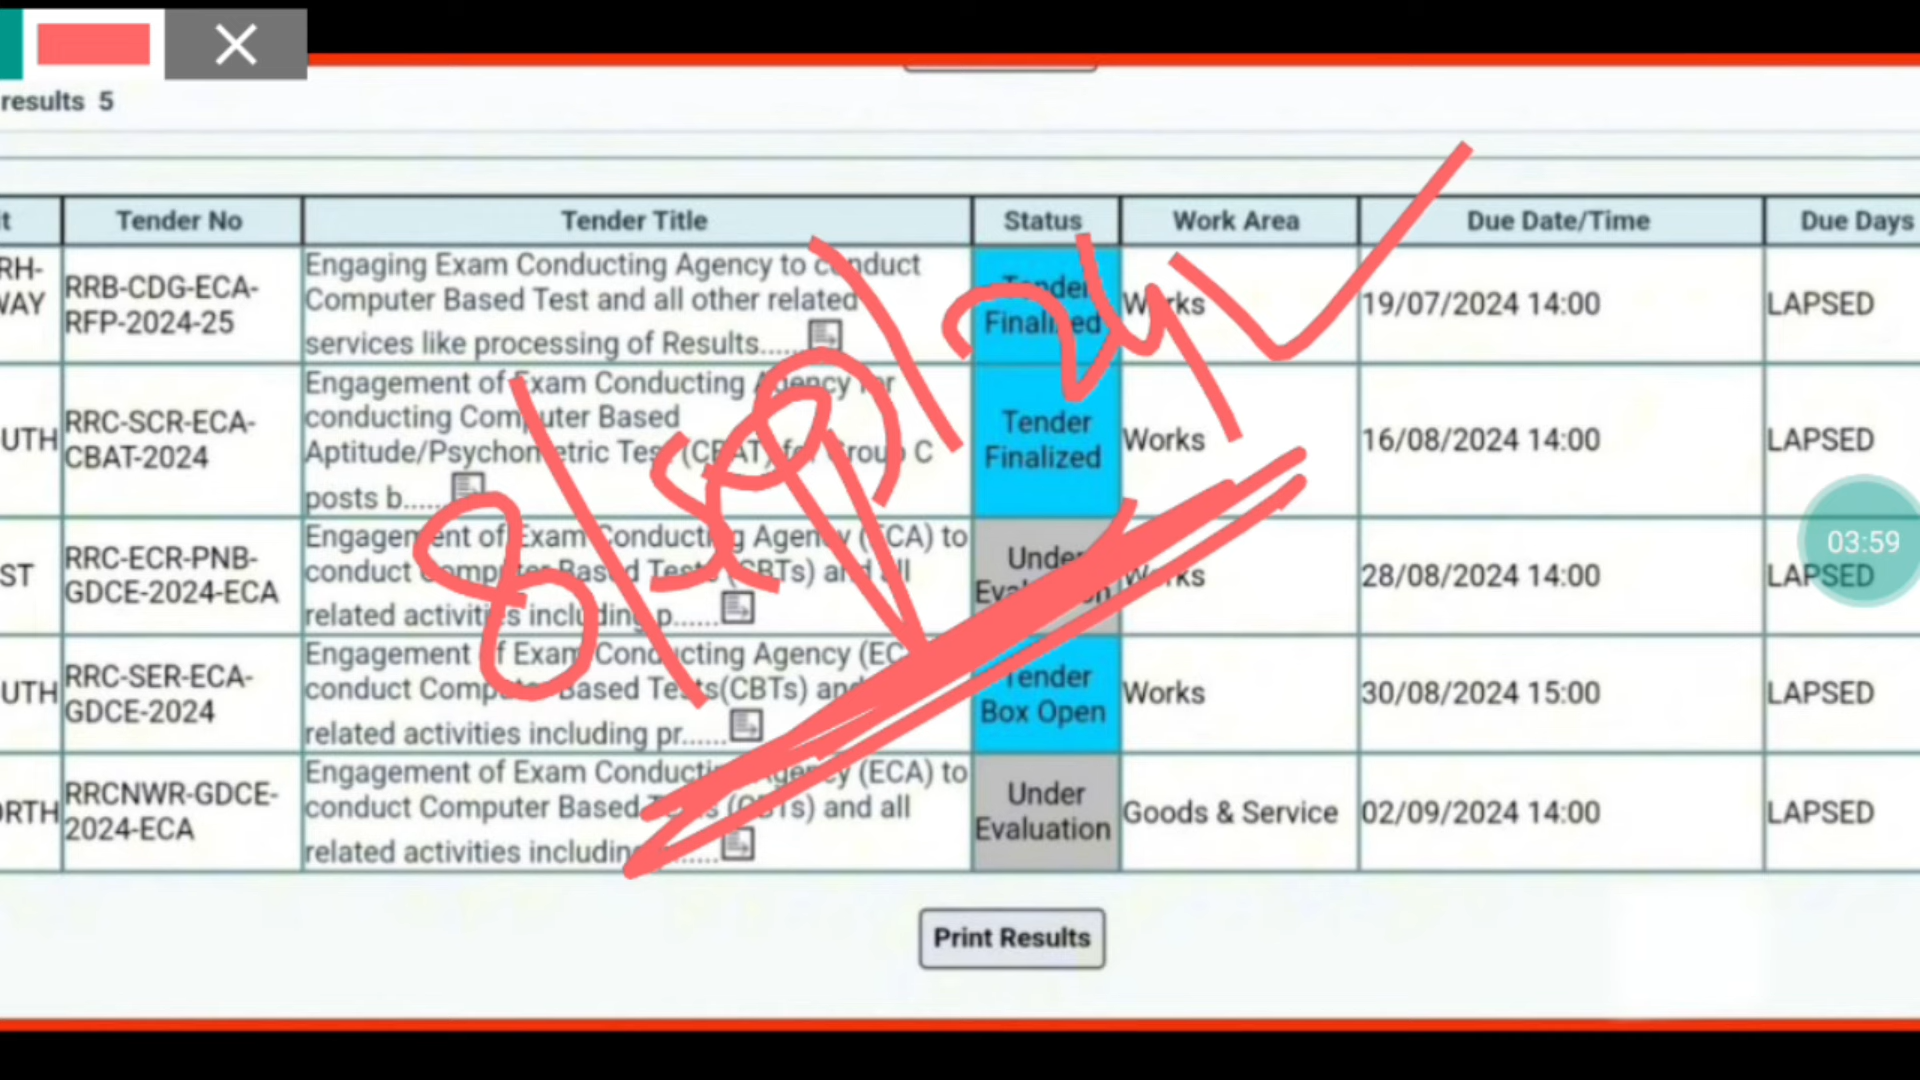 results 5
it Tender No Tender Title Status Work Area Due Date/Time Due Days
RH-
WAY
RRB-CDG-ECA-
RFP-2024-25
Engaging Exam Conducting Agency to conduct
Computer Based Test and all other related
services like processing of Results......
Tender
Finalized
Works
19/07/2024 14:00
LAPSED
UTH
RRC-SCR-ECA-
CBAT-2024
Engagement of Exam Conducting Agency for
conducting Computer Based
Aptitude/Psychometric Test (CBAT) for Group C
posts b......
Tender
Finalized
Works
16/08/2024 14:00
LAPSED
ST
RRC-ECR-PNB-
GDCE-2024-ECA
Engagement of Exam Conducting Agency (ECA) to
conduct Computer Based Tests (CBTs) and all
related activities including p......
Under
Evaluation
Works
28/08/2024 14:00
LAPSED
UTH
RRC-SER-ECA-
GDCE-2024
Engagement of Exam Conducting Agency (EC
conduct Computer Based Tests(CBTs) and
related activities including pr......
Tender
Box Open
Works
30/08/2024 15:00
LAPSED
ORTH
RRCNWR-GDCE-
2024-ECA
Engagement of Exam Conducting Agency (ECA) to
conduct Computer Based Tests (CBTs) and all
related activities including p......
Under
Evaluation
Goods & Service
02/09/2024 14:00
LAPSED
8/sep/24
03:59
Print Results